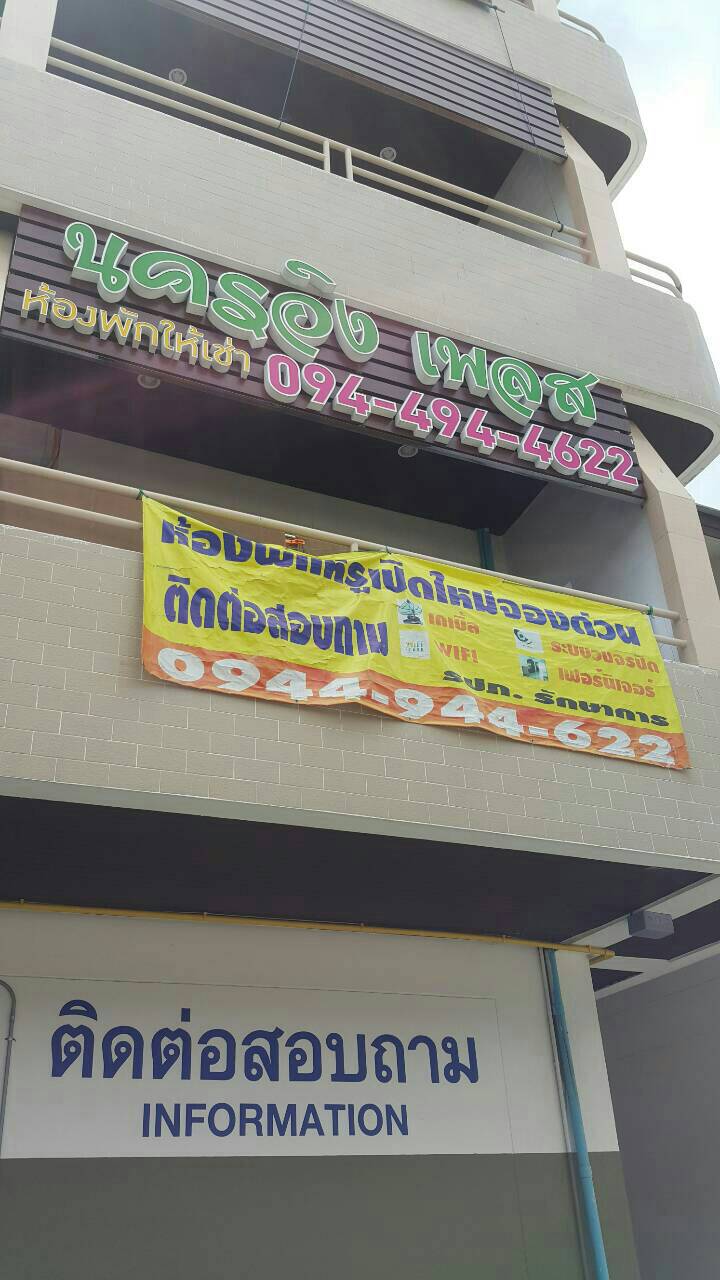 นครอิง เพลส
ห้องพักให้เช่า 094-494-4622
ห้องพักหรูเปิดใหม่จองด่วน
ติดต่อสอบถาม
เคเบิ้ล ระบบวงจรปิด
WIFI เฟอร์นิเจอร์
รปภ. รักษาการ
0944-944-622
ติดต่อสอบถาม
INFORMATION